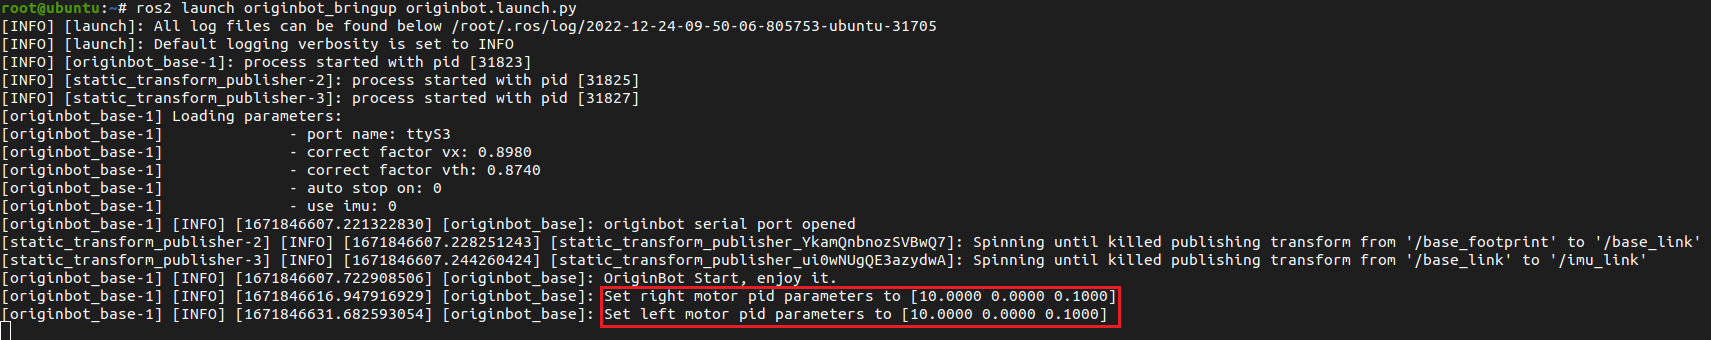 root@ubuntu:~# ros2 launch originbot_bringup originbot.launch.py
[INFO] [launch]: All log files can be found below /root/.ros/log/2022-12-24-09-50-06-805753-ubuntu-31705
[INFO] [launch]: Default logging verbosity is set to INFO
[INFO] [originbot_base-1]: process started with pid [31823]
[INFO] [static_transform_publisher-2]: process started with pid [31825]
[INFO] [static_transform_publisher-3]: process started with pid [31827]
[originbot_base-1] Loading parameters:
[originbot_base-1]              - port name: ttyS3
[originbot_base-1]              - correct factor vx: 0.8980
[originbot_base-1]              - correct factor vth: 0.8740
[originbot_base-1]              - auto stop on: 0
[originbot_base-1]              - use imu: 0
[originbot_base-1] [INFO] [1671846607.221322830] [originbot_base]: originbot serial port opened
[static_transform_publisher-2] [INFO] [1671846607.228251243] [static_transform_publisher_YkamQnbnozSVBwQ7]: Spinning until killed publishing transform from '/base_footprint' to '/base_link'
[static_transform_publisher-3] [INFO] [1671846607.244260424] [static_transform_publisher_ui0wNUgQE3azydwA]: Spinning until killed publishing transform from '/base_link' to '/imu_link'
[originbot_base-1] [INFO] [1671846607.722908506] [originbot_base]: OriginBot Start, enjoy it.
[originbot_base-1] [INFO] [1671846616.947916929] [originbot_base]: Set right motor pid parameters to [10.0000 0.0000 0.1000]
[originbot_base-1] [INFO] [1671846631.682593054] [originbot_base]: Set left motor pid parameters to [10.0000 0.0000 0.1000]